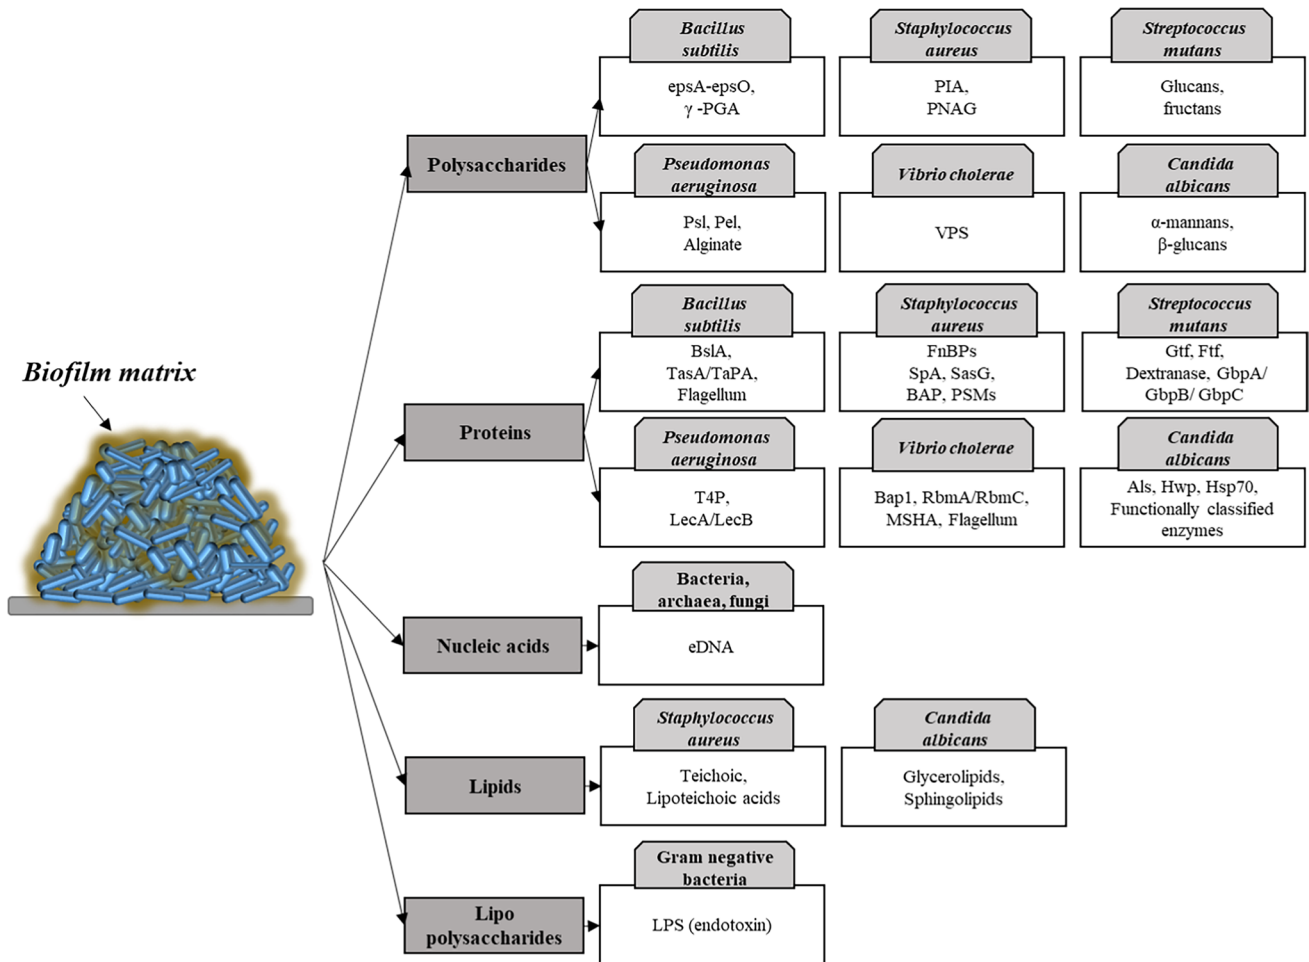 Biofilm matrix
Polysaccharides
Bacillus
subtilis
epsA-epsO,
γ -PGA
Staphylococcus
aureus
PIA,
PNAG
Streptococcus
mutans
Glucans,
fructans
Pseudomonas
aeruginosa
Psl, Pel,
Alginate
Vibrio cholerae
VPS
Candida
albicans
α-mannans,
β-glucans
Proteins
Bacillus
subtilis
BslA,
TasA/TaPA,
Flagellum
Staphylococcus
aureus
FnBPs
SpA, SasG,
BAP, PSMs
Streptococcus
mutans
Gtf, Ftf,
Dextranase, GbpA/
GbpB/ GbpC
Pseudomonas
aeruginosa
T4P,
LecA/LecB
Vibrio cholerae
Bap1, RbmA/RbmC,
MSHA, Flagellum
Candida
albicans
Als, Hwp, Hsp70,
Functionally classified
enzymes
Nucleic acids
Bacteria,
archaea, fungi
eDNA
Lipids
Staphylococcus
aureus
Teichoic,
Lipoteichoic acids
Candida
albicans
Glycerolipids,
Sphingolipids
Lipo
polysaccharides
Gram negative
bacteria
LPS (endotoxin)